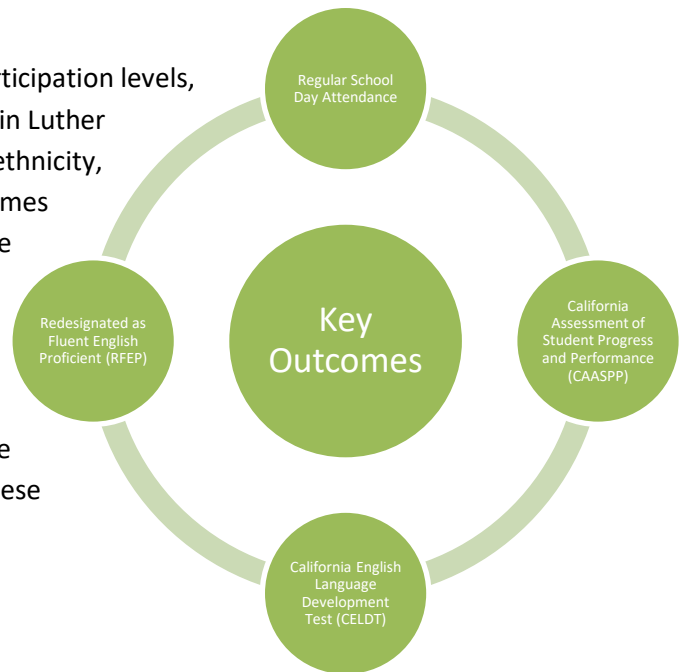 rticipation levels,
in Luther
ethnicity,
mes
e
e
ese
Regular School
Day Attendance
California
Assessment of
Student Progress
and Performance
(CAASPP)
California English
Language
Development
Test (CELDT)
Redesignated as
Fluent English
Proficient (RFEP)
Key
Outcomes